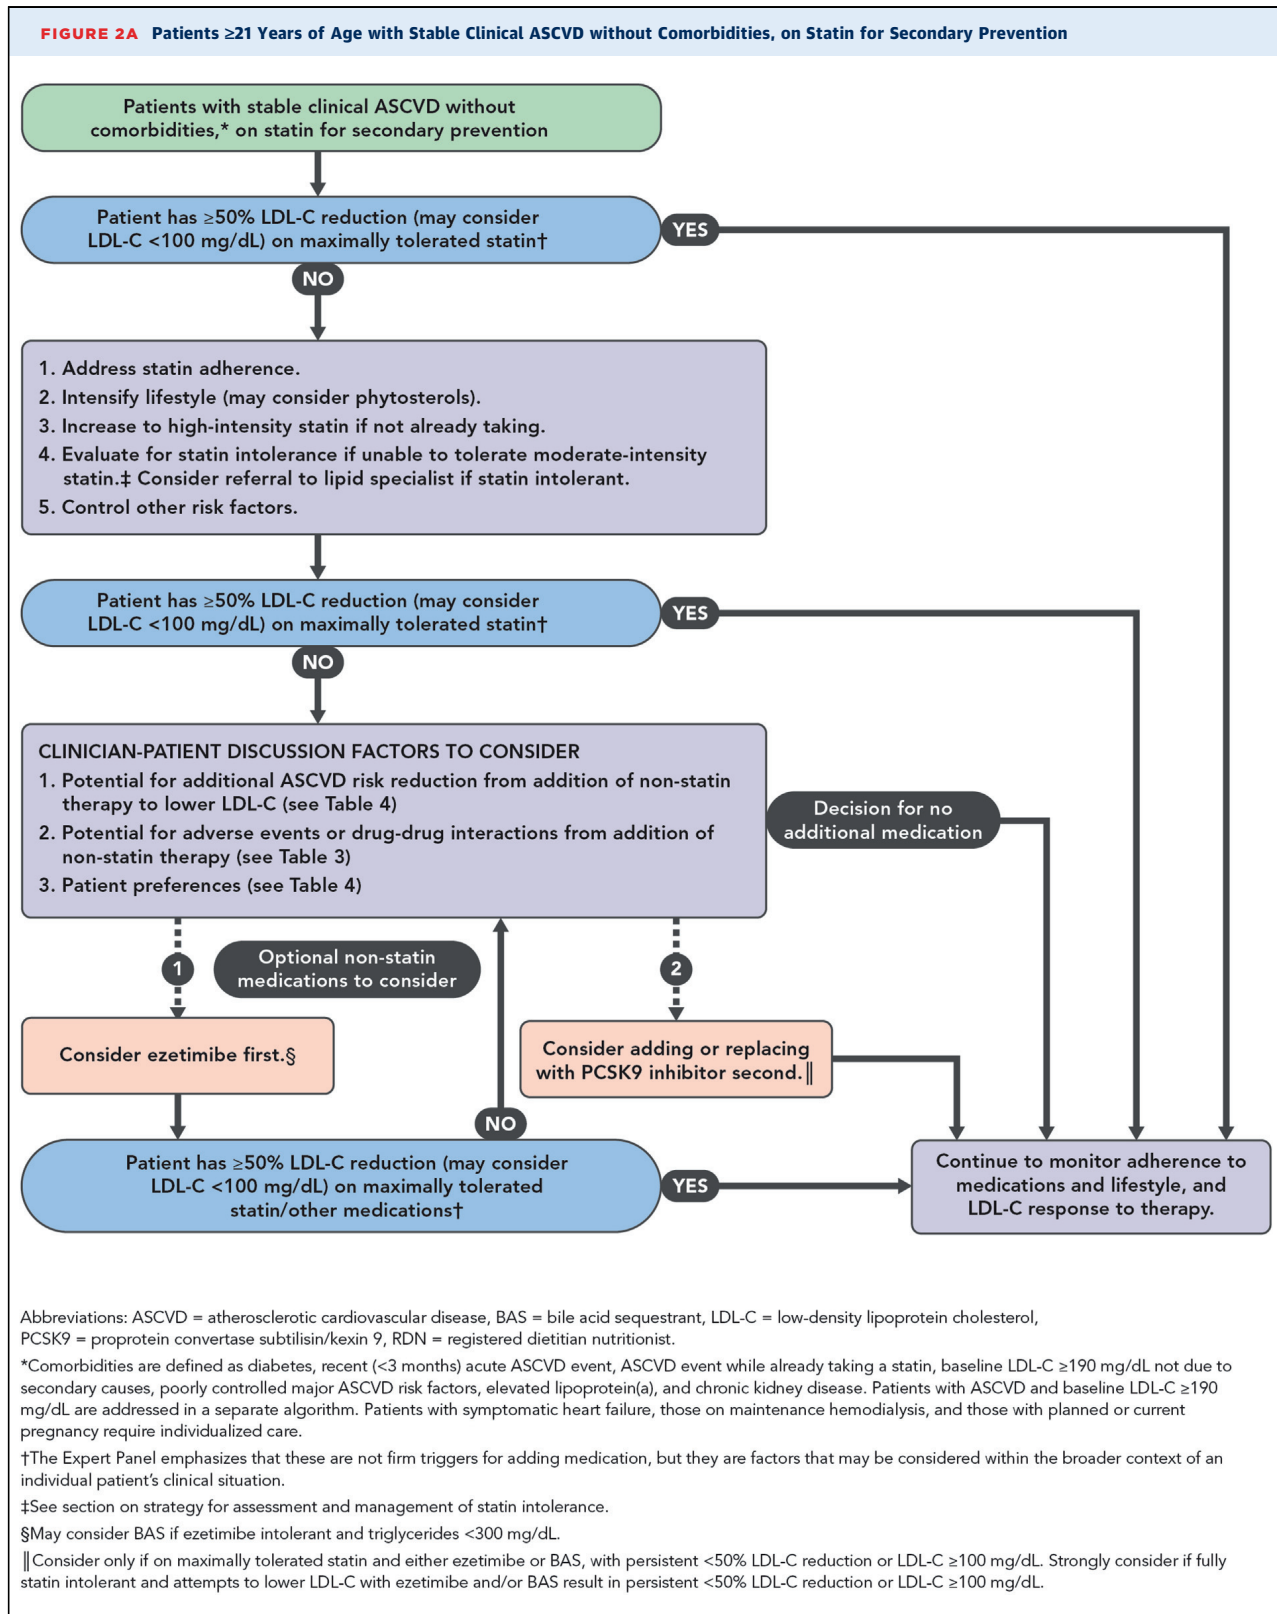 FIGURE 2A Patients ≥21 Years of Age with Stable Clinical ASCVD without Comorbidities, on Statin for Secondary Prevention
Patients with stable clinical ASCVD without
comorbidities,* on statin for secondary prevention
Patient has ≥50% LDL-C reduction (may consider
LDL-C <100 mg/dL) on maximally tolerated statin†
YES
NO
1. Address statin adherence.
2. Intensify lifestyle (may consider phytosterols).
3. Increase to high-intensity statin if not already taking.
4. Evaluate for statin intolerance if unable to tolerate moderate-intensity
statin.‡ Consider referral to lipid specialist if statin intolerant.
5. Control other risk factors.
Patient has ≥50% LDL-C reduction (may consider
LDL-C <100 mg/dL) on maximally tolerated statin†
YES
NO
CLINICIAN-PATIENT DISCUSSION FACTORS TO CONSIDER
1. Potential for additional ASCVD risk reduction from addition of non-statin
therapy to lower LDL-C (see Table 4)
2. Potential for adverse events or drug-drug interactions from addition of
non-statin therapy (see Table 3)
3. Patient preferences (see Table 4)
Decision for no
additional medication
1
Optional non-statin
medications to consider
2
Consider ezetimibe first.§
Consider adding or replacing
with PCSK9 inhibitor second.‖
NO
Patient has ≥50% LDL-C reduction (may consider
LDL-C <100 mg/dL) on maximally tolerated
statin/other medications†
YES
Continue to monitor adherence to
medications and lifestyle, and
LDL-C response to therapy.
Abbreviations: ASCVD = atherosclerotic cardiovascular disease, BAS = bile acid sequestrant, LDL-C = low-density lipoprotein cholesterol,
PCSK9 = proprotein convertase subtilisin/kexin 9, RDN = registered dietitian nutritionist.
*Comorbidities are defined as diabetes, recent (<3 months) acute ASCVD event, ASCVD event while already taking a statin, baseline LDL-C ≥190 mg/dL not due to
secondary causes, poorly controlled major ASCVD risk factors, elevated lipoprotein(a), and chronic kidney disease. Patients with ASCVD and baseline LDL-C ≥190
mg/dL are addressed in a separate algorithm. Patients with symptomatic heart failure, those on maintenance hemodialysis, and those with planned or current
pregnancy require individualized care.
†The Expert Panel emphasizes that these are not firm triggers for adding medication, but they are factors that may be considered within the broader context of an
individual patient's clinical situation.
‡See section on strategy for assessment and management of statin intolerance.
§May consider BAS if ezetimibe intolerant and triglycerides <300 mg/dL.
‖Consider only if on maximally tolerated statin and either ezetimibe or BAS, with persistent <50% LDL-C reduction or LDL-C ≥100 mg/dL. Strongly consider if fully
statin intolerant and attempts to lower LDL-C with ezetimibe and/or BAS result in persistent <50% LDL-C reduction or LDL-C ≥100 mg/dL.